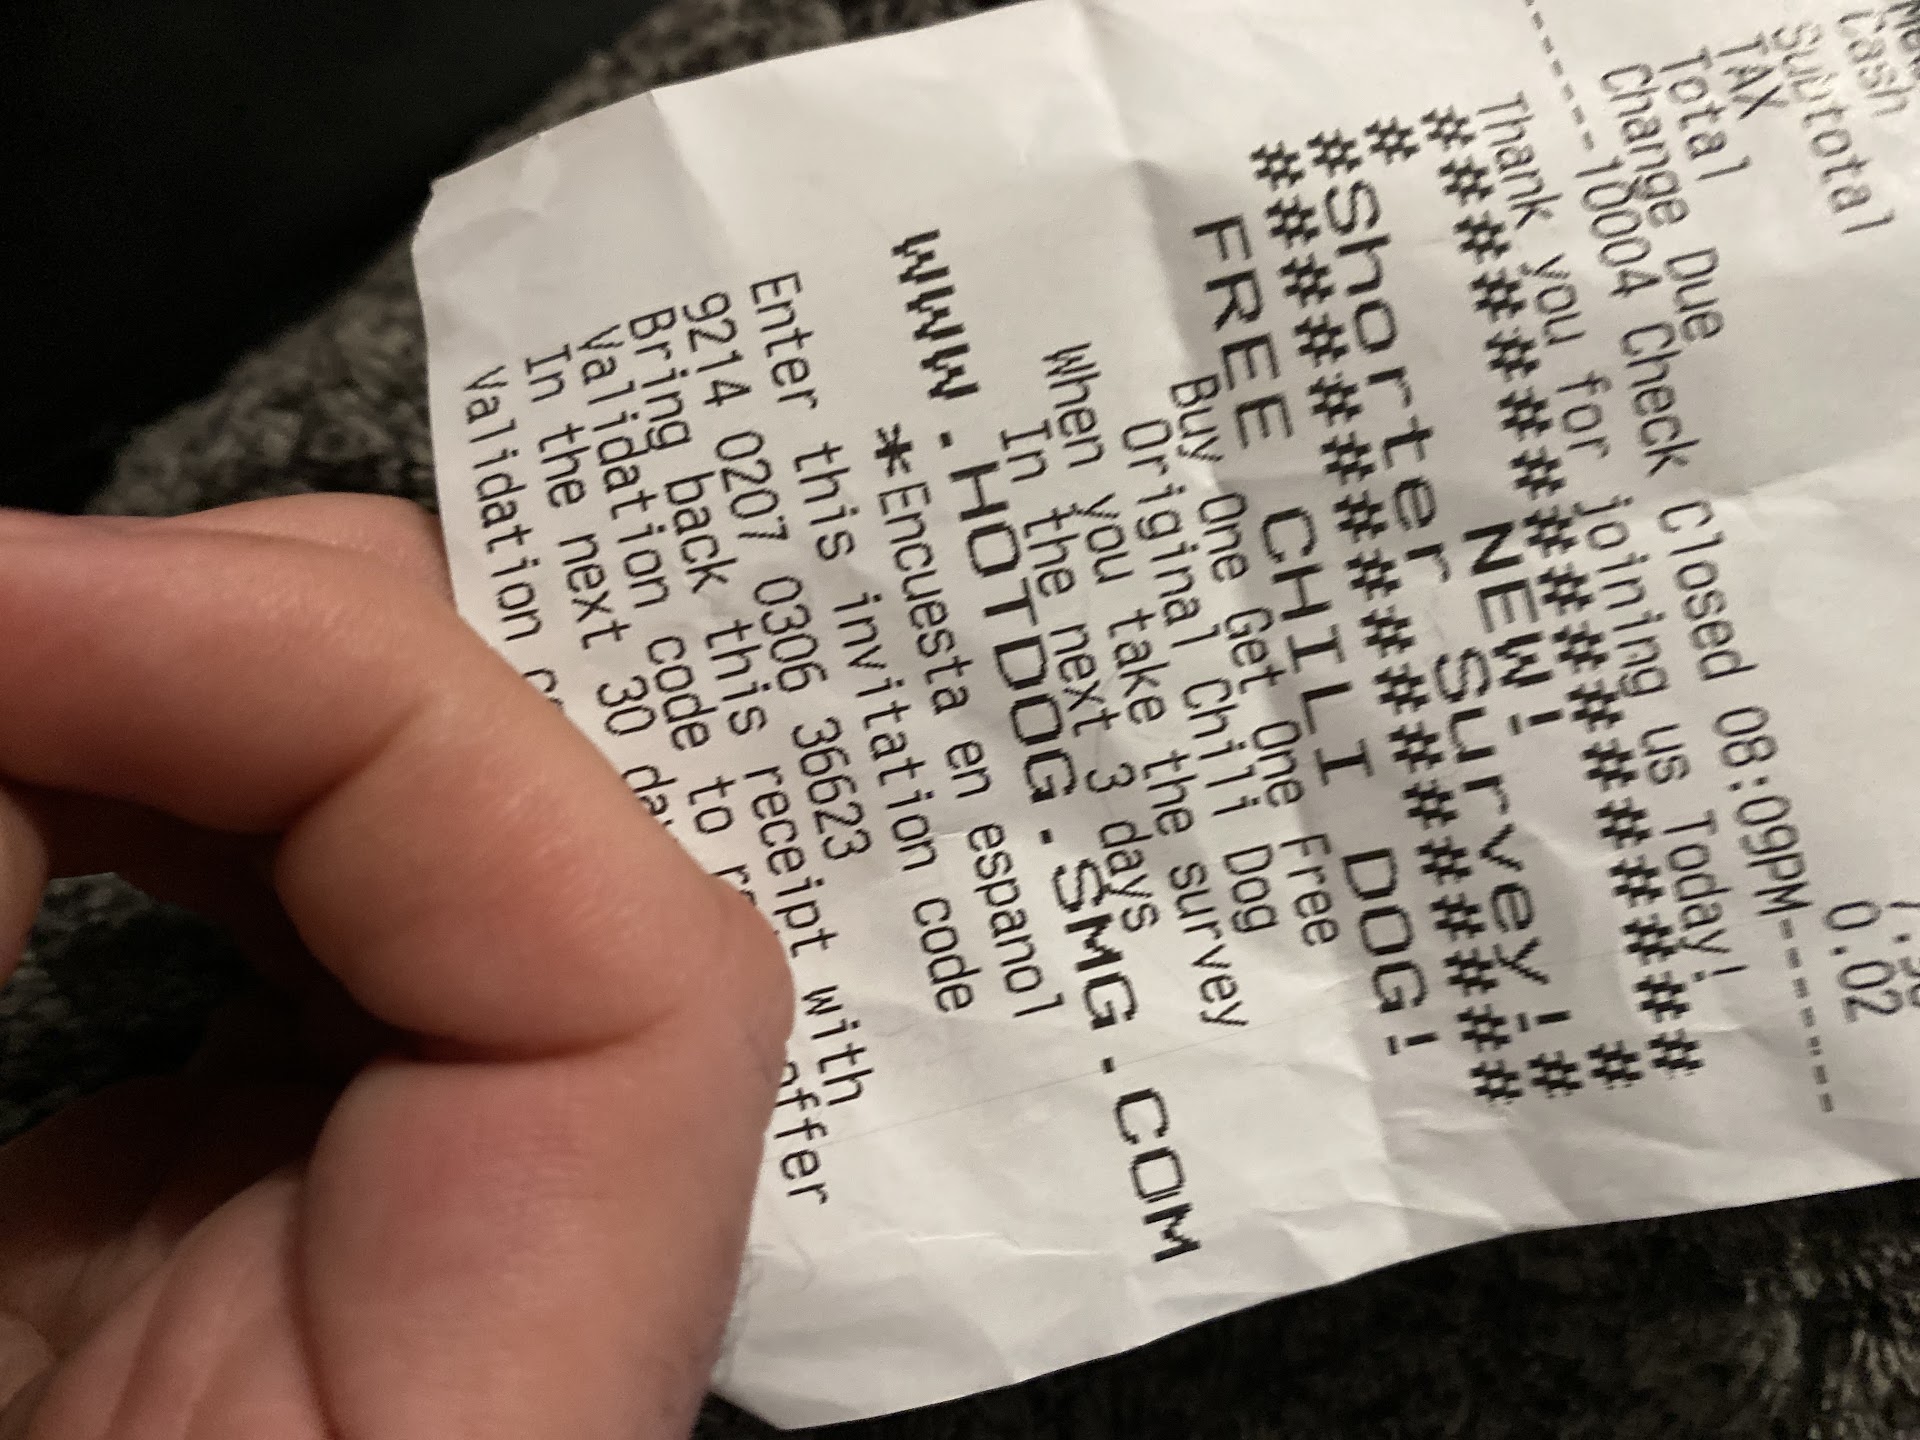 Cash
Subtotal
TAX
Total
Change Due 0.02
------10004 Check Closed 08:09PM------
Thank you for joining us Today!
##################
# NEW! #
#Shorter Survey!#
##################
FREE CHILI DOG!
Buy One Get One Free
Original Chili Dog
When you take the survey
In the next 3 days
WWW.HOTDOG.SMG.COM
*Encuesta en espanol
Enter this invitation code
9214 0207 0306 36623
Bring back this receipt with
validation code to offer
In the next 30
validation